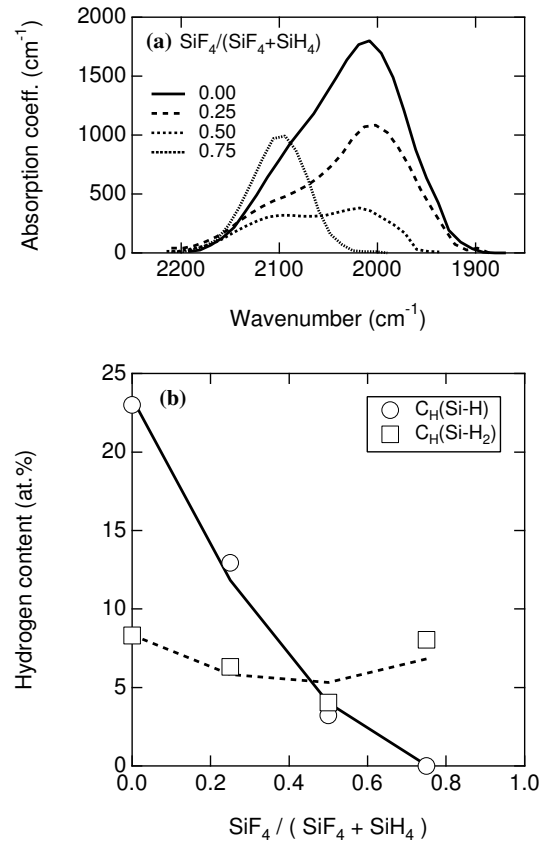 (a) SiF4/(SiF4+SiH4)
0.00
0.25
0.50
0.75
Absorption coeff. (cm-1)
2000
1500
1000
500
0
2200 2100 2000 1900
Wavenumber (cm-1)
(b)
CH(Si-H)
CH(Si-H2)
Hydrogen content (at.%)
25
20
15
10
5
0
0.0 0.2 0.4 0.6 0.8 1.0
SiF4 / ( SiF4 + SiH4 )